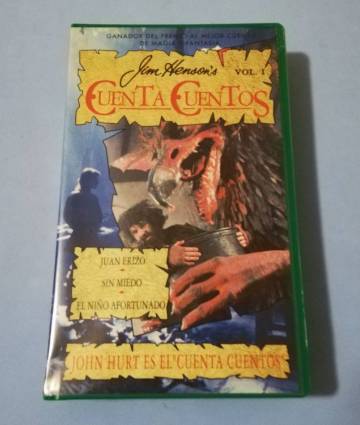 GANADOR DEL PREMIO AL MEJOR CUENTO
DE MAGIA Y FANTASIA
Jim Henson's
VOL. I
CUENTA CUENTOS
JUAN ERIZO
SIN MIEDO
EL NIÑO AFORTUNADO
JOHN HURT ES EL "CUENTA CUENTOS"